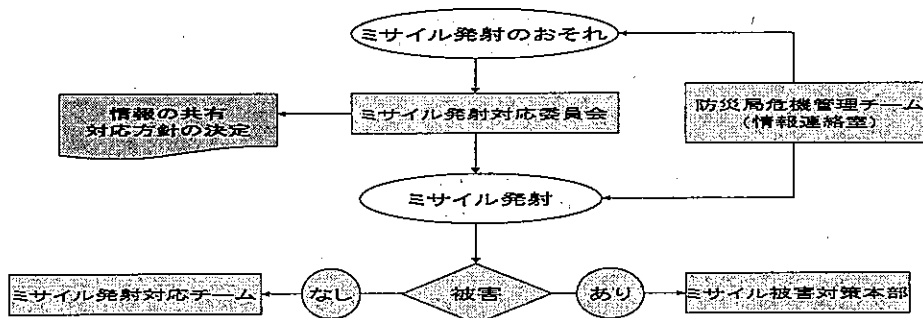 ミサイル発射のおそれ
情報の共有
対応方針の決定
ミサイル発射対応委員会
防災局危機管理チーム
(情報連絡室)
ミサイル発射
ミサイル発射対応チーム
なし
被害
あり
ミサイル被害対策本部